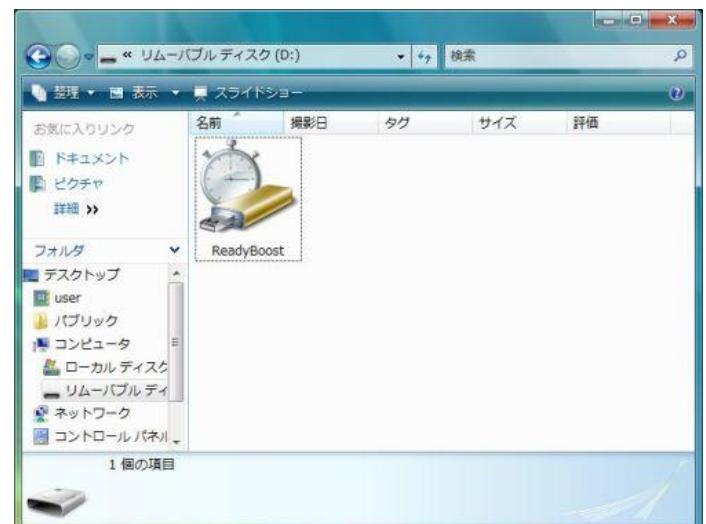 « リムーバブル ディスク (D:)
検索
整理 表示 スライドショー
お気に入りリンク
ドキュメント
ピクチャ
詳細 »
フォルダ
デスクトップ
user
パブリック
コンピュータ
ローカル ディスク
リムーバブル ディ
ネットワーク
コントロール パネル
名前 撮影日 タグ サイズ 評価
ReadyBoost
1 個の項目